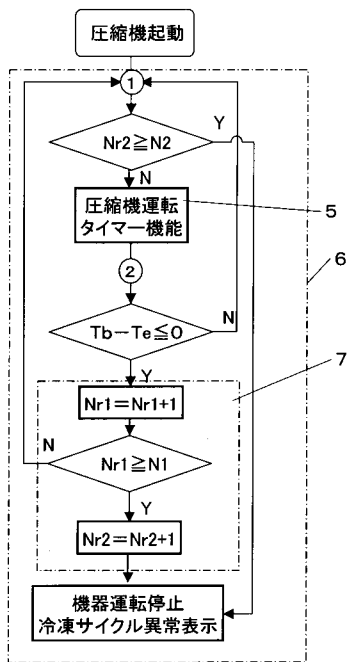 圧縮機起動
1
Nr2≧N2
Y
N
圧縮機運転
タイマー機能
5
2
6
Tb−Te≦0
N
Y
7
Nr1=Nr1+1
N
Nr1≧N1
Y
Nr2=Nr2+1
機器運転停止
冷凍サイクル異常表示